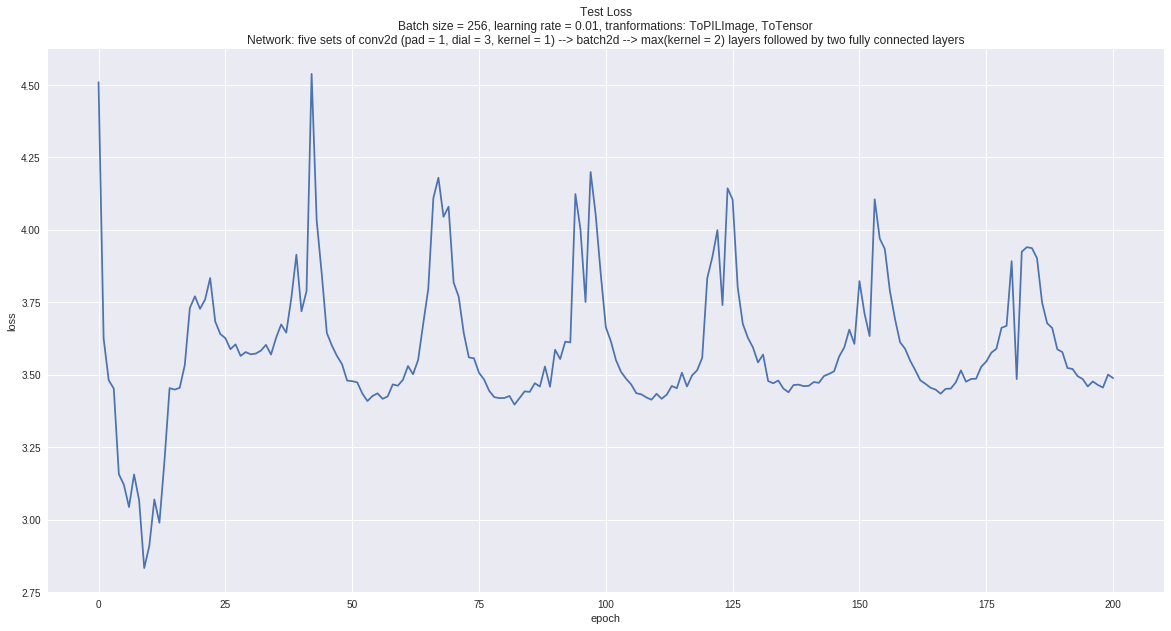 Test Loss
Batch size = 256, learning rate = 0.01, tranformations: ToPILImage, ToTensor
Network: five sets of conv2d (pad = 1, dial = 3, kernel = 1) --> batch2d --> max(kernel = 2) layers followed by two fully connected layers
4.50
4.25
4.00
3.75
3.50
3.25
3.00
2.75
loss
0 25 50 75 100 125 150 175 200
epoch